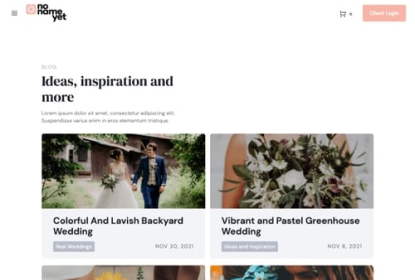 no
name
yet
Client Login
BLOG
Ideas, inspiration and
more
Lorem ipsum dolor sit amet, consectetur adipiscing elit.
Suspendisse varius enim in eros elementum tristique.
Colorful And Lavish Backyard
Wedding
Real Weddings
NOV 30, 2021
Vibrant and Pastel Greenhouse
Wedding
Ideas and Inspiration
NOV 9, 2021